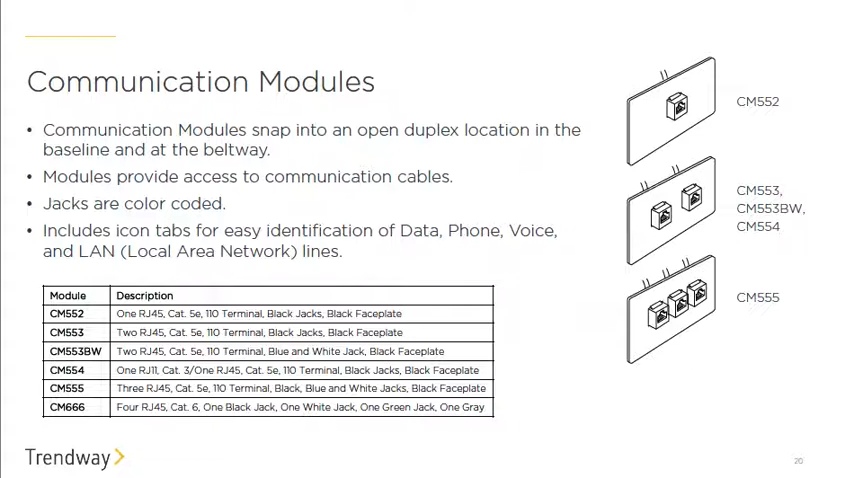 Communication Modules
• Communication Modules snap into an open duplex location in the
baseline and at the beltway.
• Modules provide access to communication cables.
• Jacks are color coded.
• Includes icon tabs for easy identification of Data, Phone, Voice,
and LAN (Local Area Network) lines.
Module Description
CM552 One RJ45, Cat. 5e, 110 Terminal, Black Jacks, Black Faceplate
CM553 Two RJ45, Cat. 5e, 110 Terminal, Black Jacks, Black Faceplate
CM553BW Two RJ45, Cat. 5e, 110 Terminal, Blue and White Jack, Black Faceplate
CM554 One RJ11, Cat. 3/One RJ45, Cat. 5e, 110 Terminal, Black Jacks, Black Faceplate
CM555 Three RJ45, Cat. 5e, 110 Terminal, Black, Blue and White Jacks, Black Faceplate
CM666 Four RJ45, Cat. 6, One Black Jack, One White Jack, One Green Jack, One Gray
CM552
CM553,
CM553BW,
CM554
CM555
Trendway
20